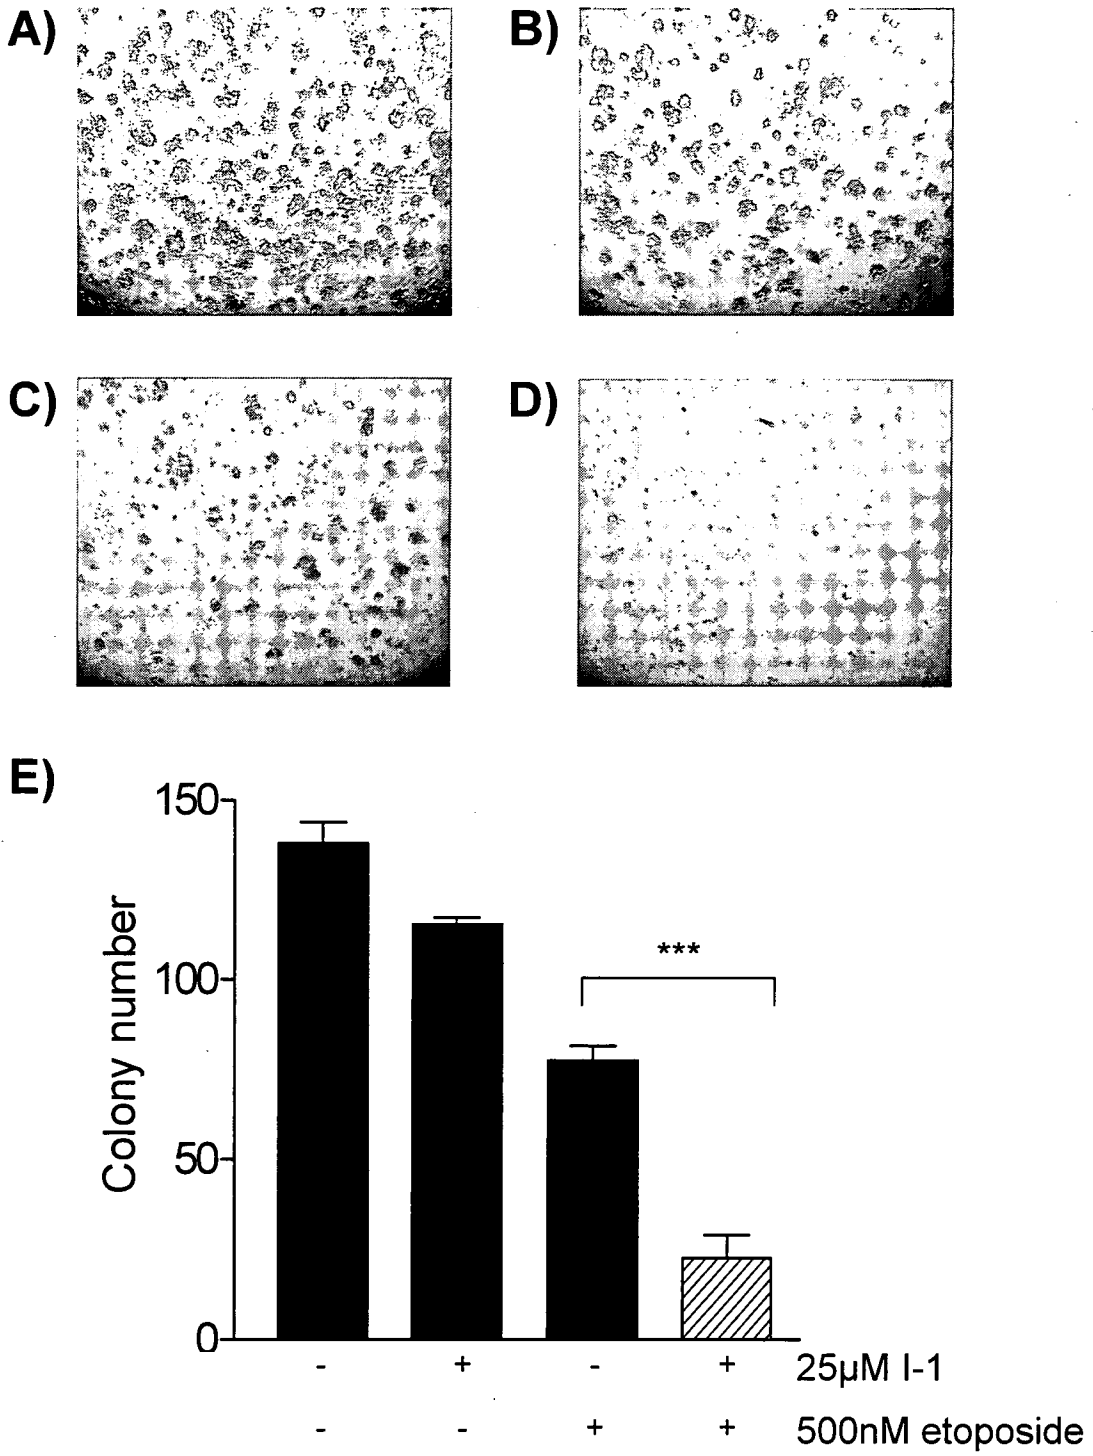 A)
B)
C)
D)
E)
150
100
50
0
Colony number
***
- + - + 25µM I-1
- - + + 500nM etoposide